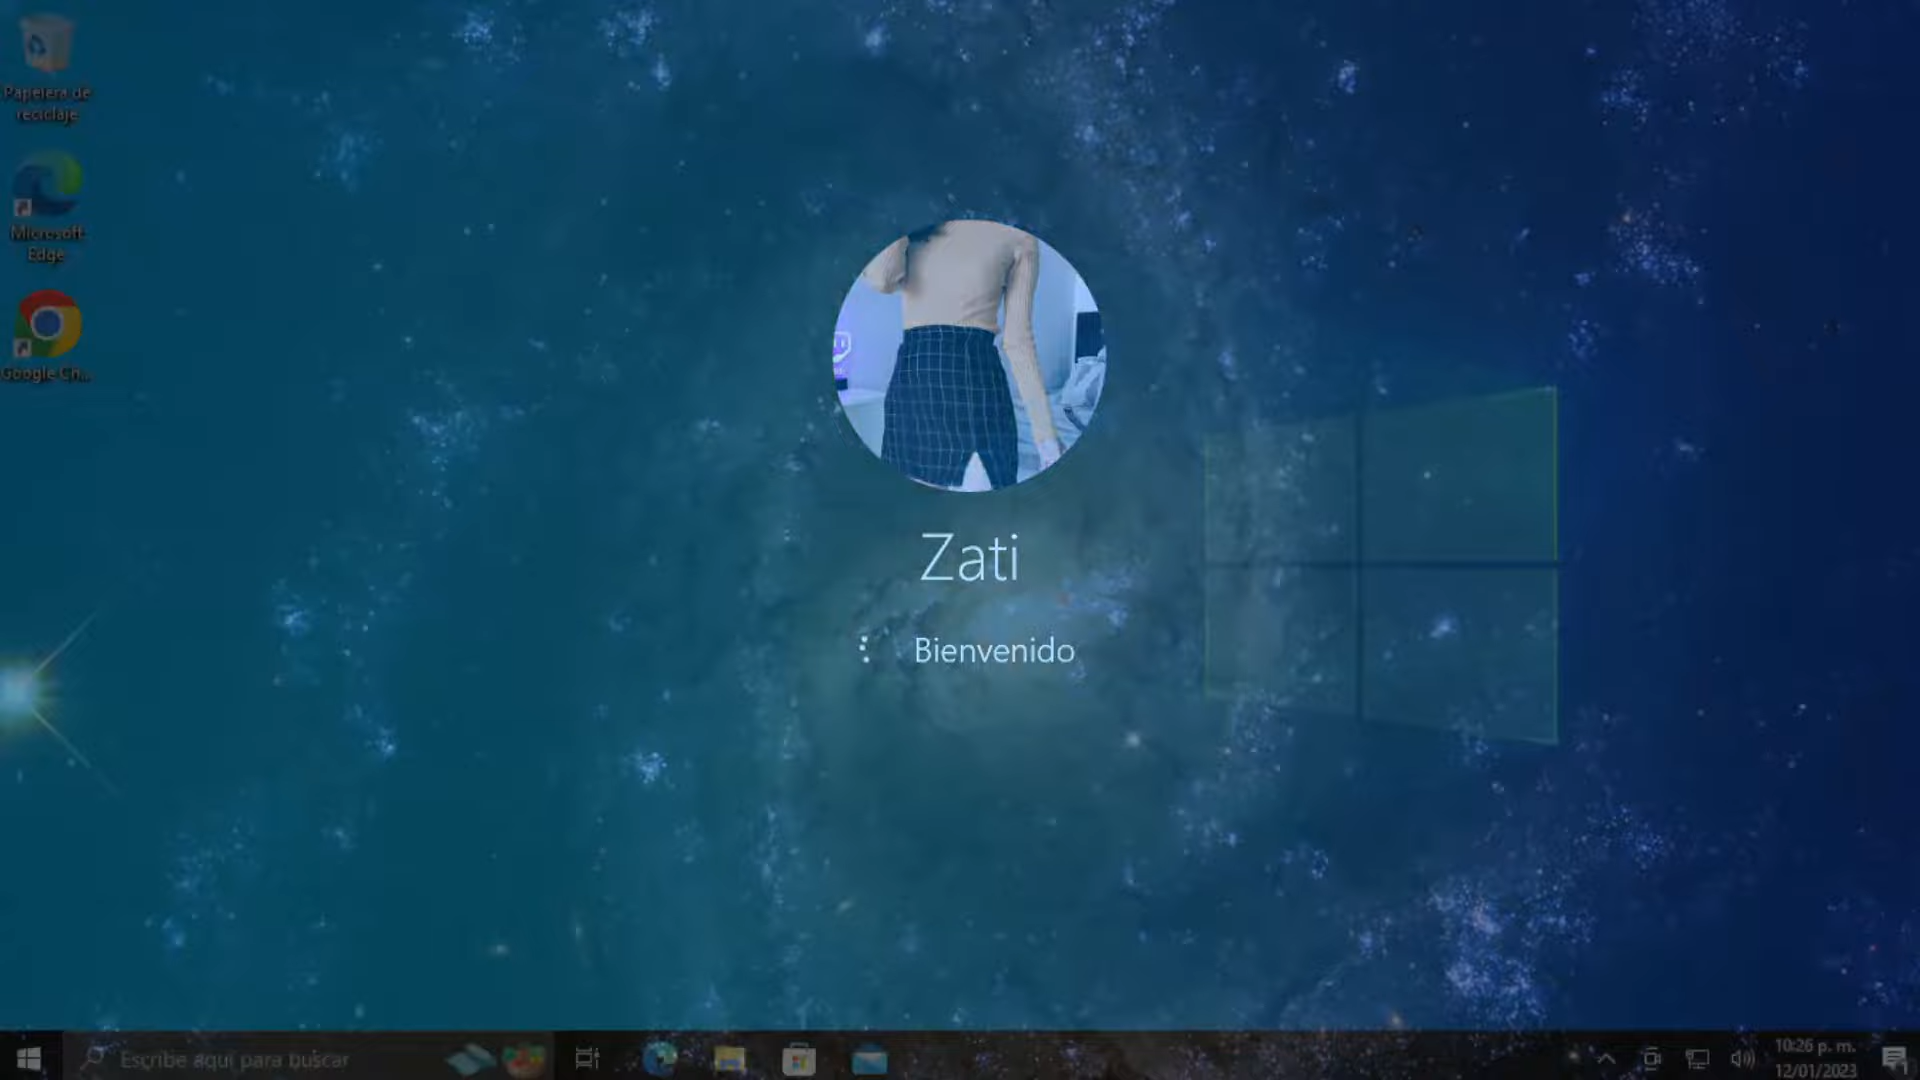 Papelera de
reciclaje
Microsoft
Edge
Google Ch...
Zati
Bienvenido
Escribe aquí para buscar
10:26 p. m.
12/01/2023